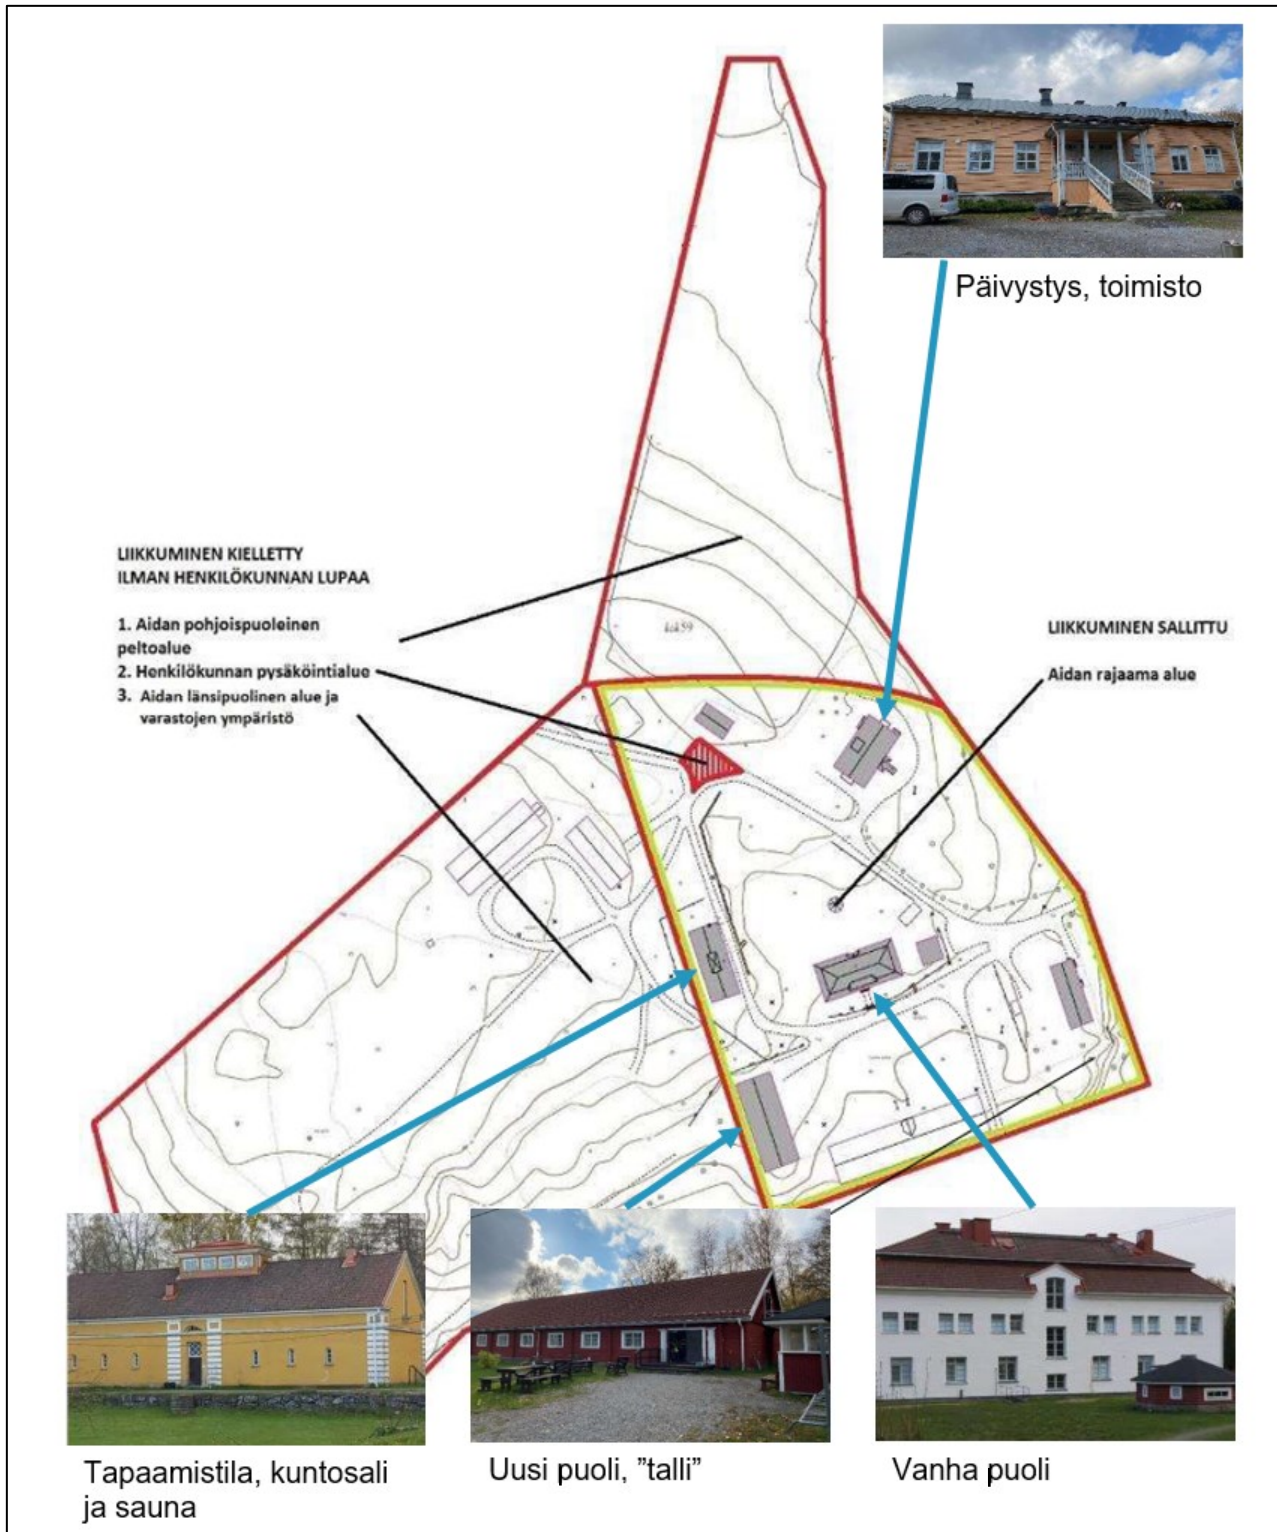 Päivystys, toimisto
LIIKKUMINEN KIELLETTY
ILMAN HENKILÖKUNNAN LUPAA
1. Aidan pohjoispuoleinen
peltoalue
2. Henkilökunnan pysäköintialue
3. Aidan länsipuolinen alue ja
varastojen ympäristö
LIIKKUMINEN SALLITTU
Aidan rajaama alue
Tapaamistila, kuntosali
ja sauna
Uusi puoli, ”talli”
Vanha puoli